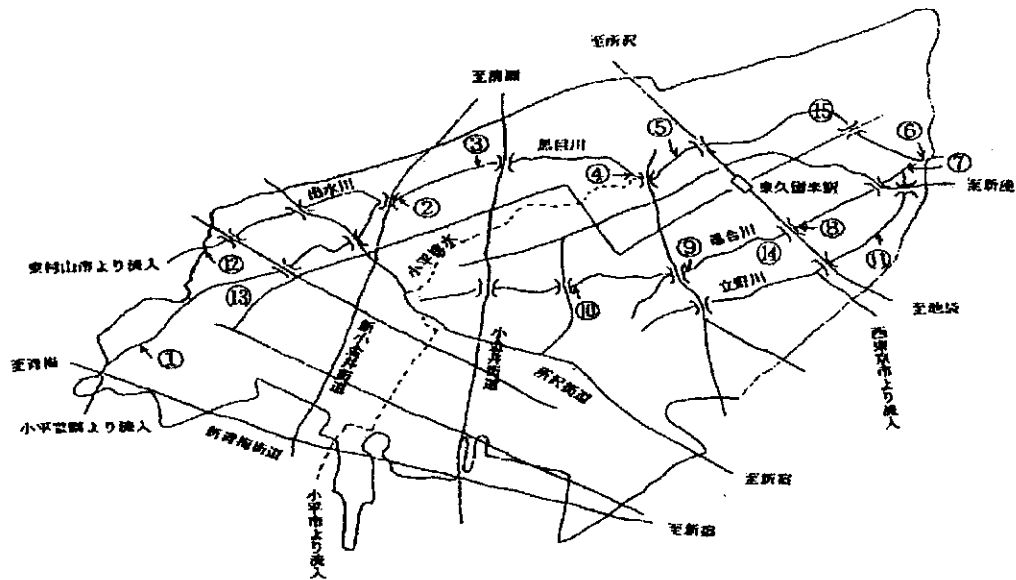 至所沢
至前橋
⑮
⑤
⑥
③
黒目川
④
⑦
出水川
②
東久留米駅
至新座
小平霊水
⑧
落合川
⑨
⑫
東村山市より流入
⑭
⑪
⑬
⑩
立野川
至池袋
①
新小金井街道
小金井街道
至青梅
所沢街道
西東京市より流入
小平霊園より流入
新青梅街道
至新宿
小平市より流入
至新宿